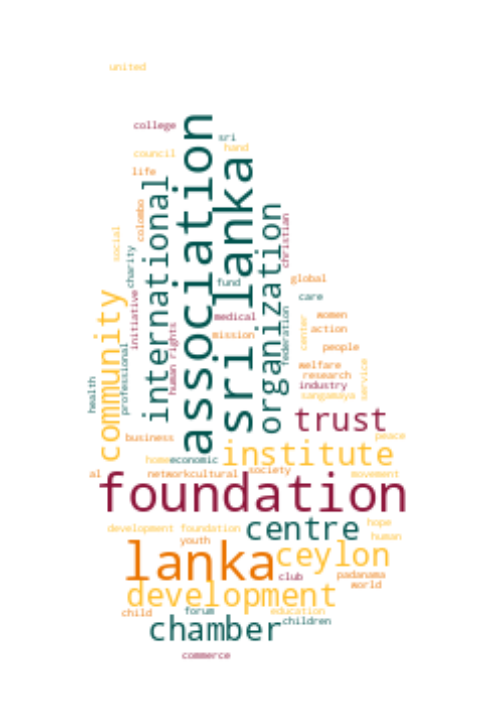 united
college
sri
council
hand
life
association
sri lanka
international
organization
colombo
christian
social
charity
initiative
fund
global
care
community
medical
federation
women
mission
center
action
human rights
people
professional
welfare
service
research
health
industry
sangamaya
trust
business
peace
institute
home
economic
al
network
cultural
society
movement
foundation
development foundation
centre
hope
youth
human
lanka
ceylon
club
padanama
world
development
child
forum
education
children
chamber
commerce